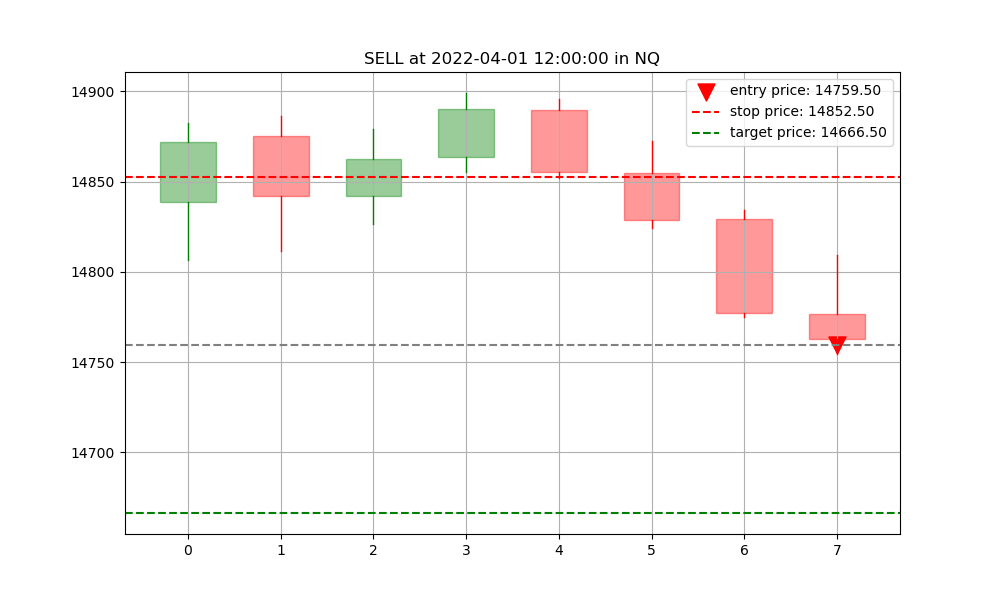 SELL at 2022-04-01 12:00:00 in NQ
entry price: 14759.50
stop price: 14852.50
target price: 14666.50
14900
14850
14800
14750
14700
0 1 2 3 4 5 6 7